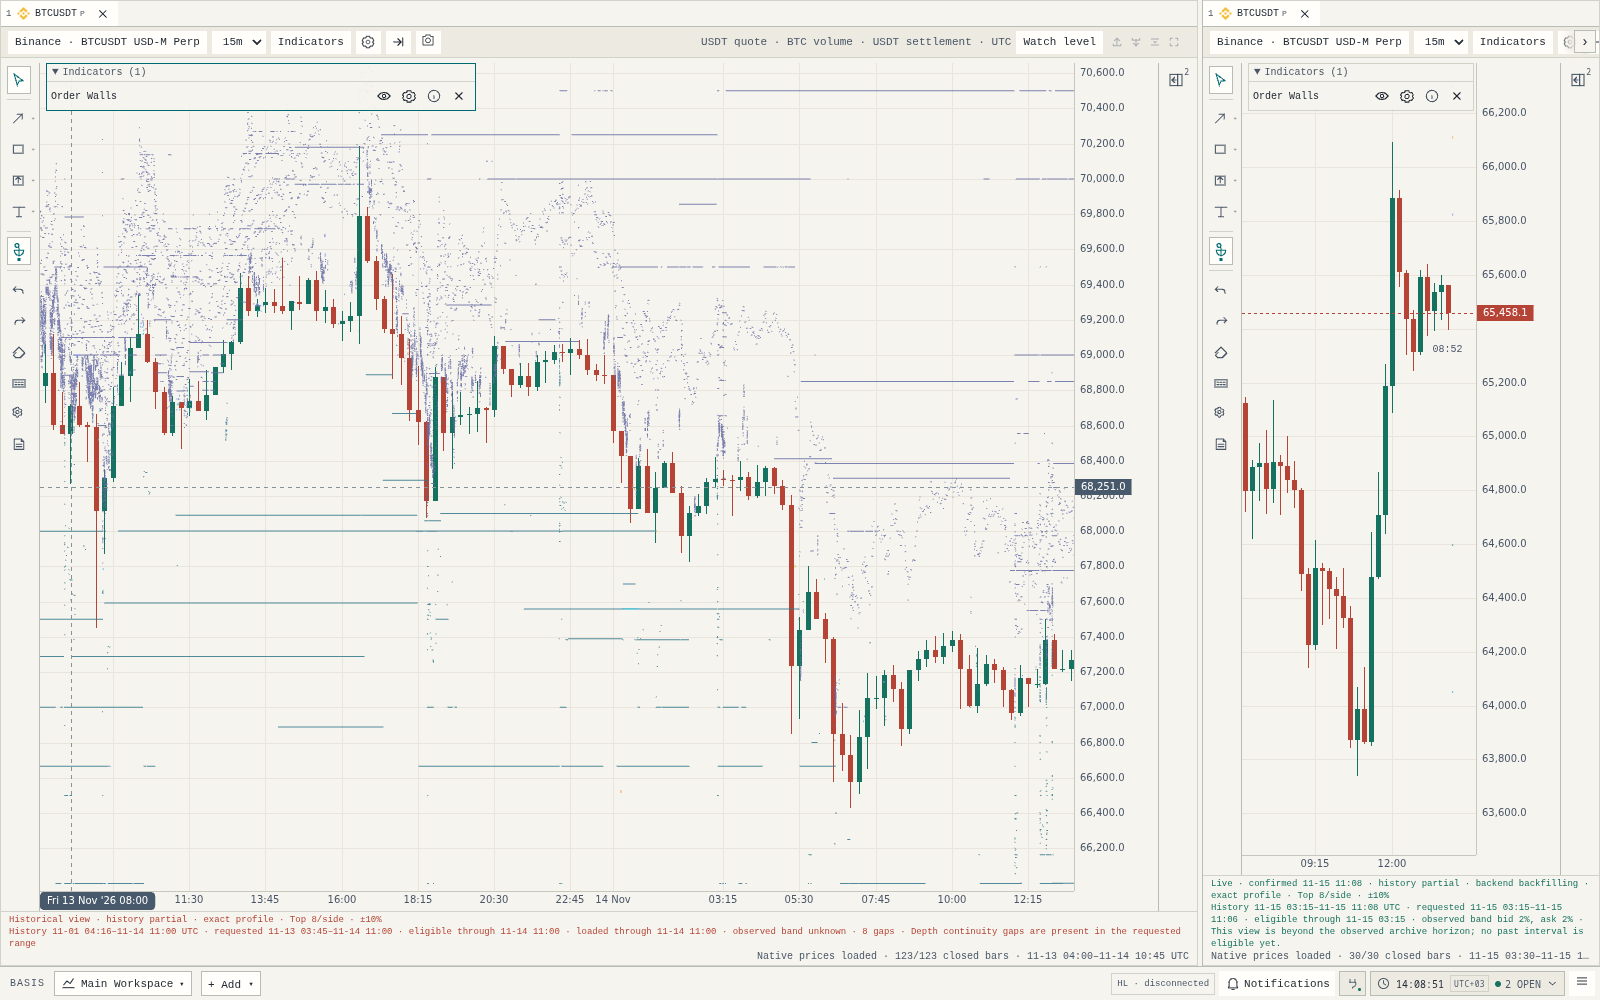 1 BTCUSDT P
Binance · BTCUSDT USD-M Perp 15m Indicators
USDT quote · BTC volume · USDT settlement · UTC Watch level
▼ Indicators (1)
Order Walls
2
70,600.0
70,400.0
70,200.0
70,000.0
69,800.0
69,600.0
69,400.0
69,200.0
69,000.0
68,800.0
68,600.0
68,400.0
68,251.0
68,200.0
68,000.0
67,800.0
67,600.0
67,400.0
67,200.0
67,000.0
66,800.0
66,600.0
66,400.0
66,200.0
Fri 13 Nov '26 08:00 11:30 13:45 16:00 18:15 20:30 22:45 14 Nov 03:15 05:30 07:45 10:00 12:15
Historical view · history partial · exact profile · Top 8/side · ±10%
History 11-01 04:16–11-14 11:00 UTC · requested 11-13 03:45–11-14 11:00 · eligible through 11-14 11:00 · loaded through 11-14 11:00 · observed band unknown · 8 gaps · Depth continuity gaps are present in the requested
range
Native prices loaded · 123/123 closed bars · 11-13 04:00–11-14 10:45 UTC
1 BTCUSDT P
Binance · BTCUSDT USD-M Perp 15m Indicators
▼ Indicators (1)
Order Walls
2
66,200.0
66,000.0
65,800.0
65,600.0
65,458.1
08:52
65,200.0
65,000.0
64,800.0
64,600.0
64,400.0
64,200.0
64,000.0
63,800.0
63,600.0
09:15 12:00
Live · confirmed 11-15 11:08 · history partial · backend backfilling ·
exact profile · Top 8/side · ±10%
History 11-15 03:15–11-15 11:08 UTC · requested 11-15 03:15–11-15
11:06 · eligible through 11-15 03:15 · observed band bid 2%, ask 2% ·
This view is beyond the observed archive horizon; no past interval is
eligible yet.
Native prices loaded · 30/30 closed bars · 11-15 03:30–11-15 1…
BASIS Main Workspace + Add
HL · disconnected Notifications 14:08:51 UTC+03 2 OPEN